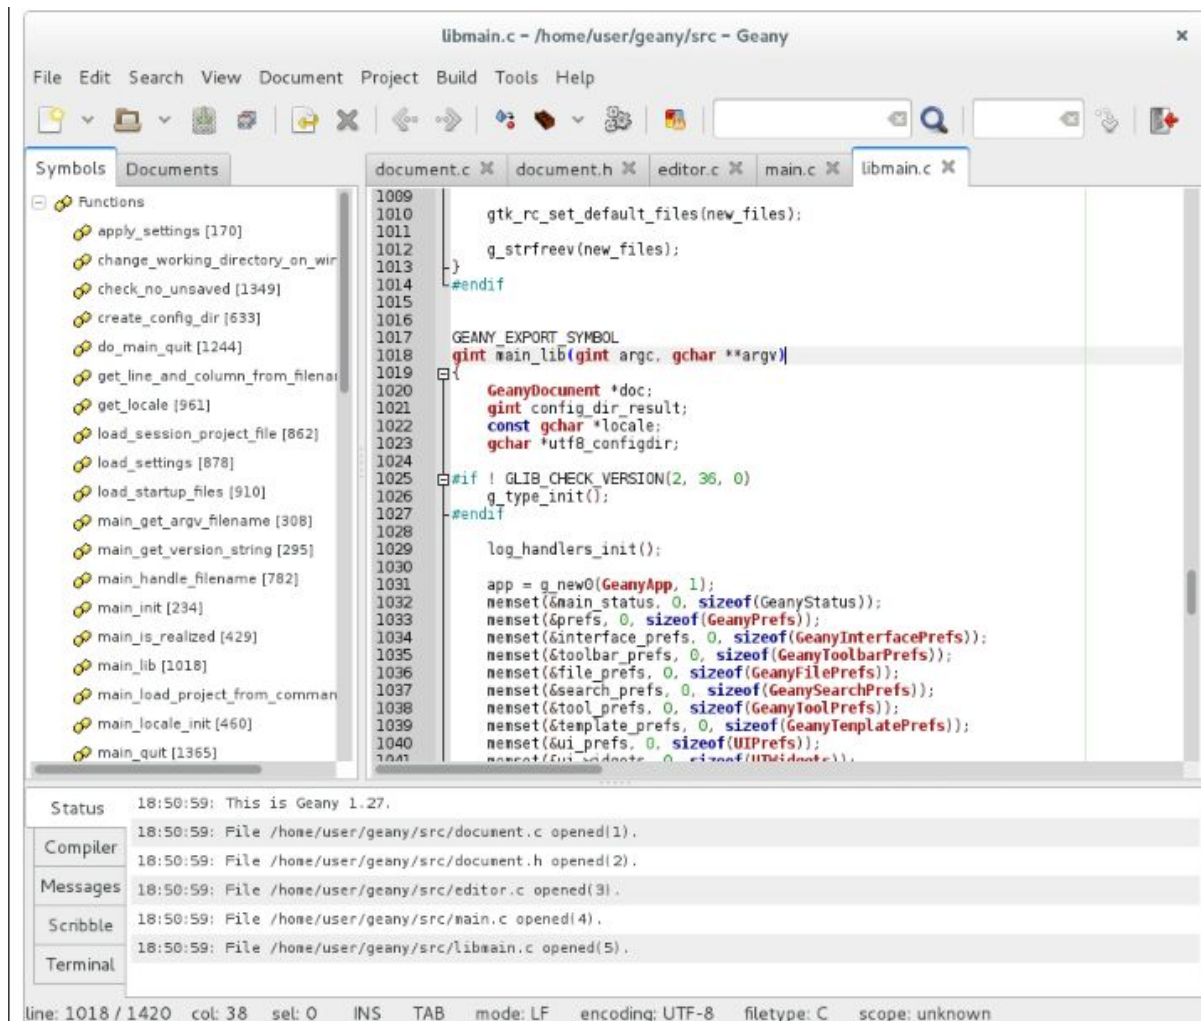 libmain.c - /home/user/geany/src - Geany
File Edit Search View Document Project Build Tools Help
Symbols Documents
Functions
apply_settings [170]
change_working_directory_on_wir
check_no_unsaved [1349]
create_config_dir [633]
do_main_quit [1244]
get_line_and_column_from_filenar
get_locale [961]
load_session_project_file [862]
load_settings [878]
load_startup_files [910]
main_get_argv_filename [308]
main_get_version_string [295]
main_handle_filename [782]
main_init [234]
main_is_realized [429]
main_lib [1018]
main_load_project_from_comman
main_locale_init [460]
main_quit [1365]
document.c document.h editor.c main.c libmain.c
1009
1010 gtk_rc_set_default_files(new_files);
1011
1012 g_strfreev(new_files);
1013 }
1014 #endif
1015
1016
1017 GEANY_EXPORT_SYMBOL
1018 gint main_lib(gint argc, gchar **argv)
1019 {
1020 GeanyDocument *doc;
1021 gint config_dir_result;
1022 const gchar *locale;
1023 gchar *utf8_configdir;
1024
1025 #if ! GLIB_CHECK_VERSION(2, 36, 0)
1026 g_type_init();
1027 #endif
1028
1029 log_handlers_init();
1030
1031 app = g_new0(GeanyApp, 1);
1032 memset(&main_status, 0, sizeof(GeanyStatus));
1033 memset(&prefs, 0, sizeof(GeanyPrefs));
1034 memset(&interface_prefs, 0, sizeof(GeanyInterfacePrefs));
1035 memset(&toolbar_prefs, 0, sizeof(GeanyToolbarPrefs));
1036 memset(&file_prefs, 0, sizeof(GeanyFilePrefs));
1037 memset(&search_prefs, 0, sizeof(GeanySearchPrefs));
1038 memset(&tool_prefs, 0, sizeof(GeanyToolPrefs));
1039 memset(&template_prefs, 0, sizeof(GeanyTemplatePrefs));
1040 memset(&ui_prefs, 0, sizeof(UIPrefs));
1041 memset(&ui_widgets, 0, sizeof(UIWidgets));
Status
Compiler
Messages
Scribble
Terminal
18:50:59: This is Geany 1.27.
18:50:59: File /home/user/geany/src/document.c opened(1).
18:50:59: File /home/user/geany/src/document.h opened(2).
18:50:59: File /home/user/geany/src/editor.c opened(3).
18:50:59: File /home/user/geany/src/main.c opened(4).
18:50:59: File /home/user/geany/src/libmain.c opened(5).
line: 1018 / 1420 col: 38 sel: 0 INS TAB mode: LF encoding: UTF-8 filetype: C scope: unknown